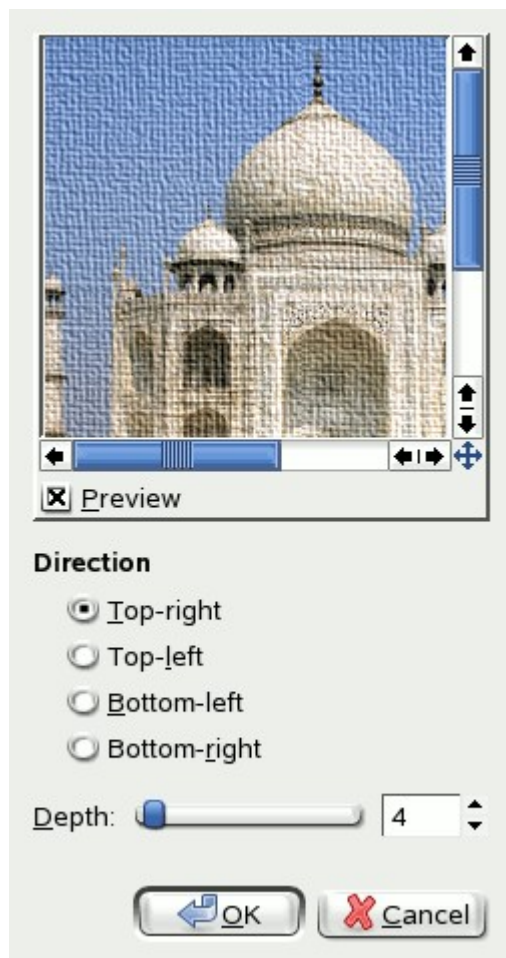 Preview
Direction
Top-right
Top-left
Bottom-left
Bottom-right
Depth: 4
OK Cancel